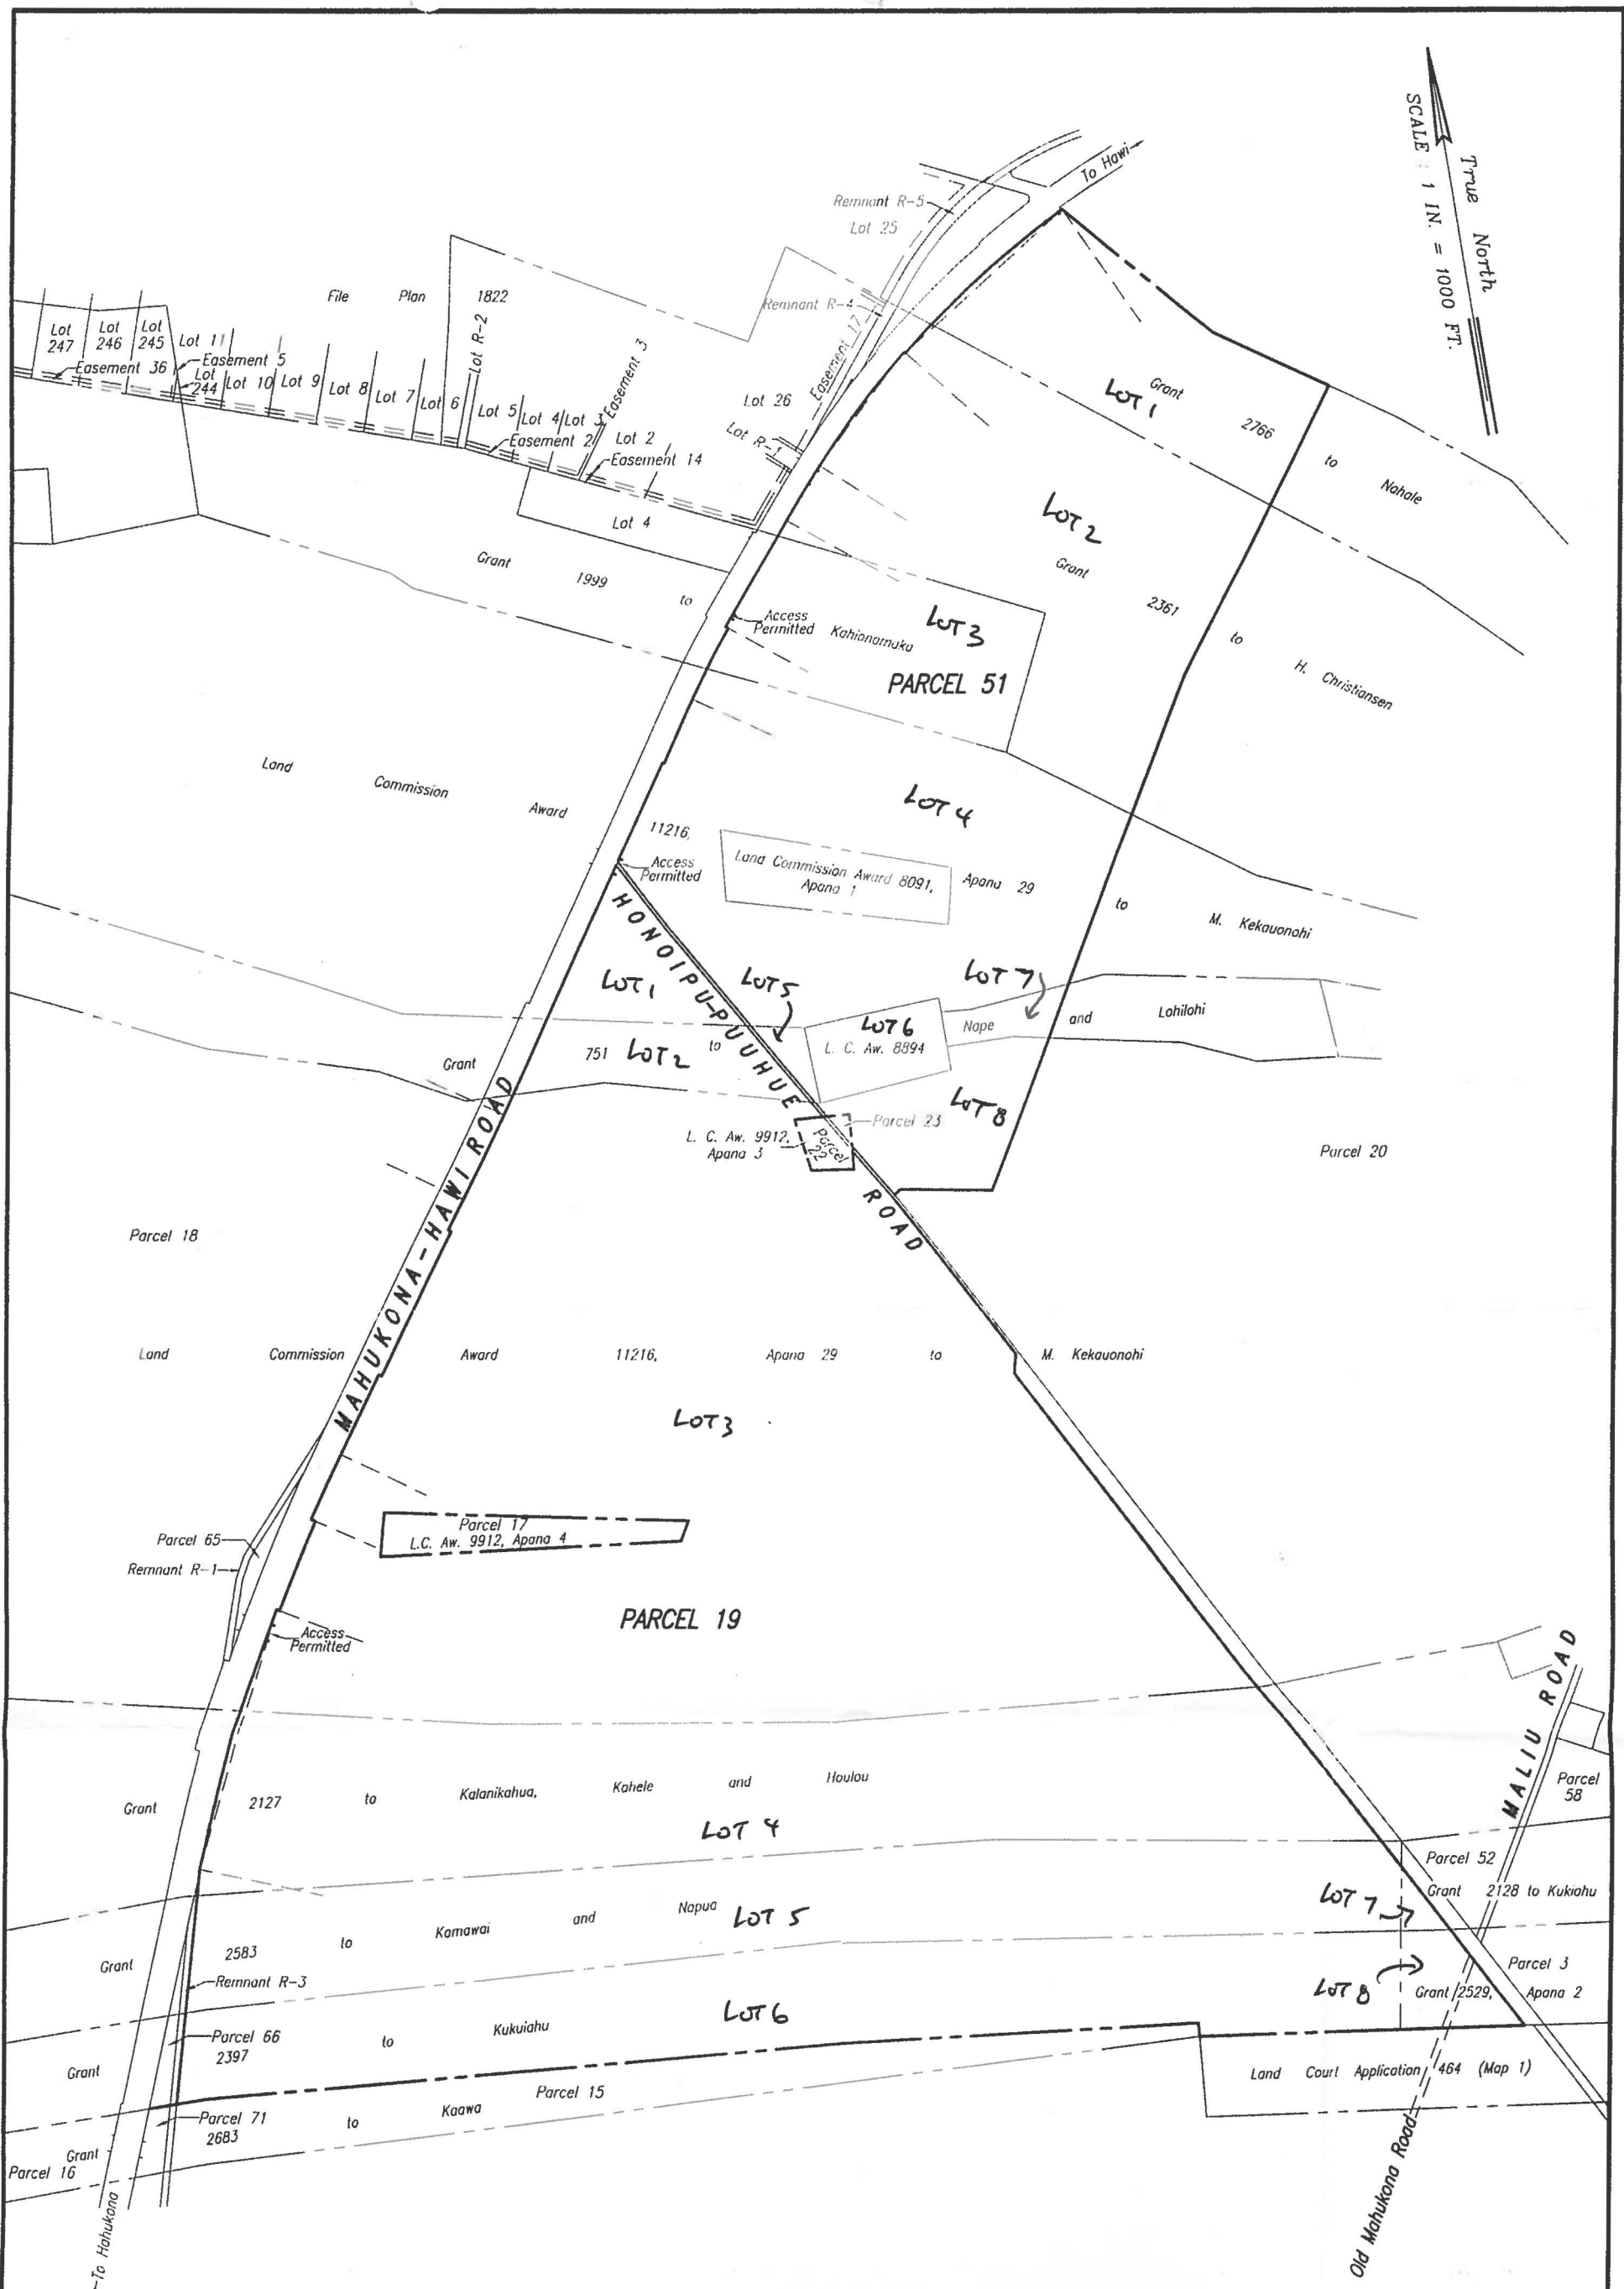 True North
SCALE : 1 IN. = 1000 FT.
To Hawi
Remnant R-5
Lot 25
File Plan 1822
Remnant R-4
Easement 17
Lot 247
Lot 246
Lot 245
Lot 11
Easement 5
Easement 36
Lot 244
Lot 10
Lot 9
Lot 8
Lot 7
Lot 6
Lot R-2
Lot 5
Lot 4
Lot 3
Easement 3
Easement 2
Lot 2
Easement 14
Lot 26
Lot R-1
Lot 4
LOT 1
Grant 2766 to Nahale
LOT 2
Grant 2361 to H. Christiansen
Grant 1999 to Kahionamaka
Access
Permitted
LOT 3
PARCEL 51
Land Commission Award 11216, Apana 29 to M. Kekauonohi
LOT 4
Access
Permitted
Land Commission Award 8091,
Apana 1
HONOIPU-PUUHUE ROAD
LOT 1
LOT 5
LOT 7
LOT 6
L. C. Aw. 8894
Grant 751 to Nape and Lohilohi
LOT 2
LOT 8
Parcel 23
L. C. Aw. 9912,
Apana 3
Parcel
22
Parcel 20
Parcel 18
MAHUKONA-HAWI ROAD
Land Commission Award 11216, Apana 29 to M. Kekauonohi
LOT 3
Parcel 17
L.C. Aw. 9912, Apana 4
Parcel 65
Remnant R-1
PARCEL 19
Access
Permitted
MALIU ROAD
Parcel
58
Grant 2127 to Kalanikahua, Kahele and Houlou
LOT 4
Parcel 52
Grant 2128 to Kukiahu
LOT 7
Grant 2583 to Kamawai and Napua
LOT 5
Remnant R-3
Parcel 3
LOT 8
Grant 2529, Apana 2
LOT 6
Parcel 66
Grant 2397 to Kukuiahu
Land Court Application 464 (Map 1)
Parcel 15
Parcel 71
Grant 2683 to Kaawa
Parcel 16
To Mahukona
Old Mahukona Road